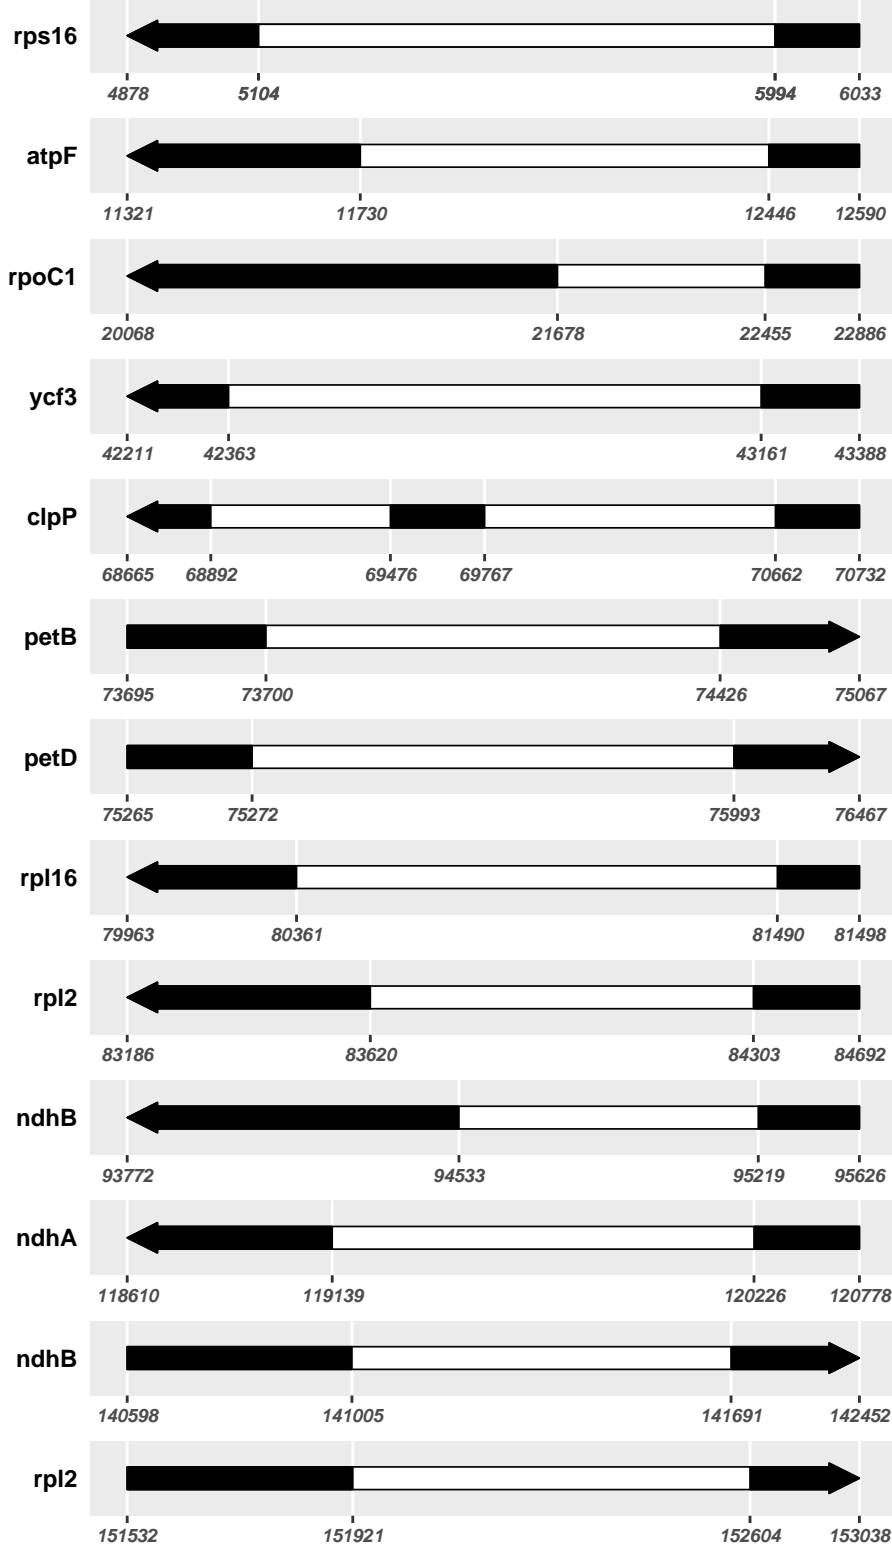 rps16
4878 5104 5994 6033
atpF
11321 11730 12446 12590
rpoC1
20068 21678 22455 22886
ycf3
42211 42363 43161 43388
clpP
68665 68892 69476 69767 70662 70732
petB
73695 73700 74426 75067
petD
75265 75272 75993 76467
rpl16
79963 80361 81490 81498
rpl2
83186 83620 84303 84692
ndhB
93772 94533 95219 95626
ndhA
118610 119139 120226 120778
ndhB
140598 141005 141691 142452
rpl2
151532 151921 152604 153038